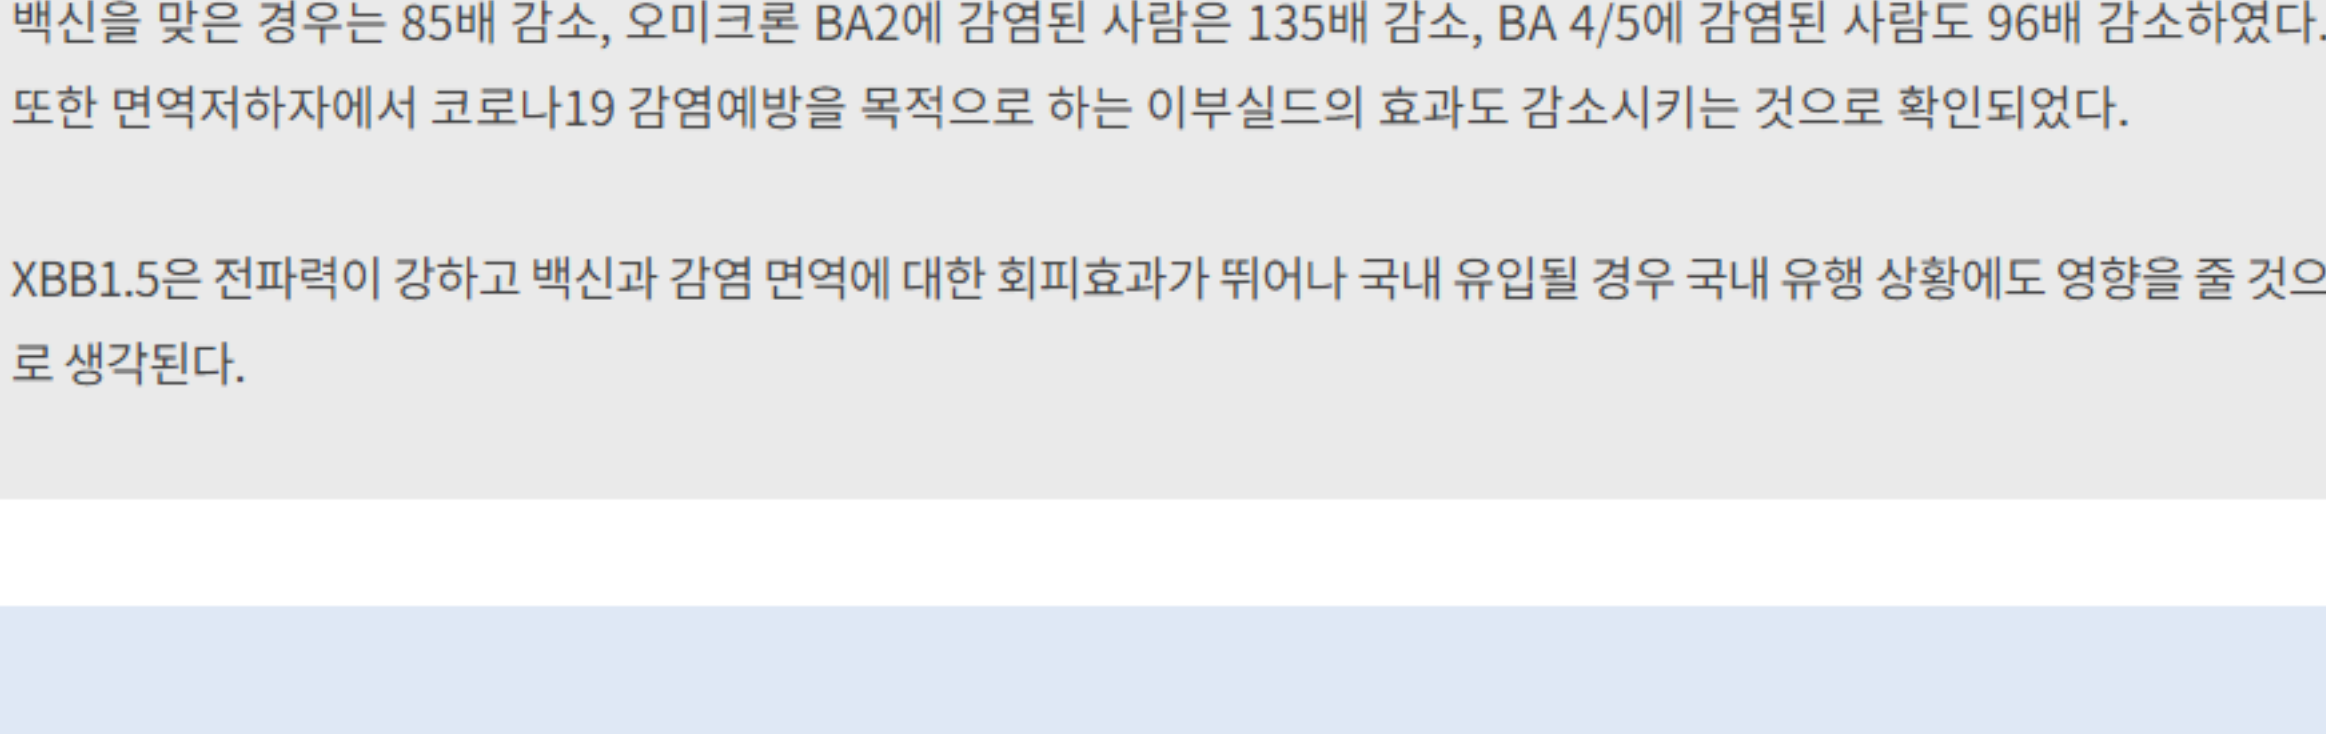 백신을 맞은 경우는 85배 감소, 오미크론 BA2에 감염된 사람은 135배 감소, BA 4/5에 감염된 사람도 96배 감소하였다.
또한 면역저하자에서 코로나19 감염예방을 목적으로 하는 이부실드의 효과도 감소시키는 것으로 확인되었다.
XBB1.5은 전파력이 강하고 백신과 감염 면역에 대한 회피효과가 뛰어나 국내 유입될 경우 국내 유행 상황에도 영향을 줄 것으
로 생각된다.